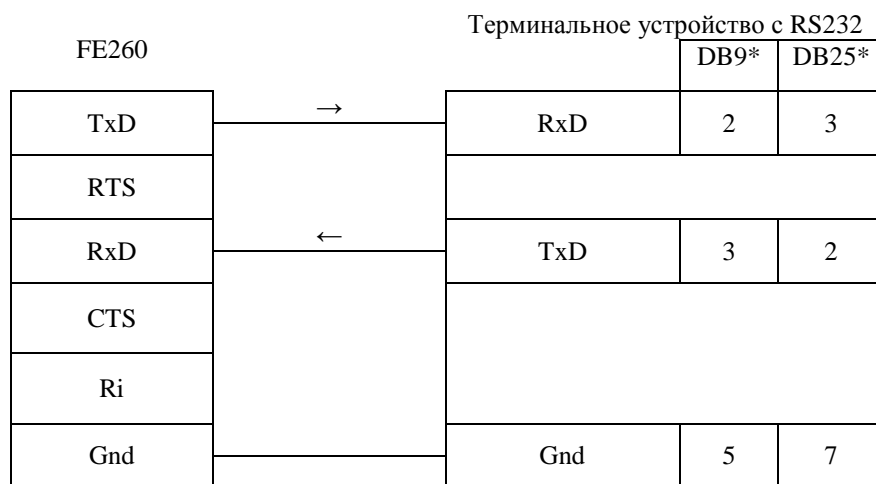 Терминальное устройство с RS232
FE260 DB9* DB25*
TxD → RxD 2 3
RTS
RxD ← TxD 3 2
CTS
Ri
Gnd Gnd 5 7